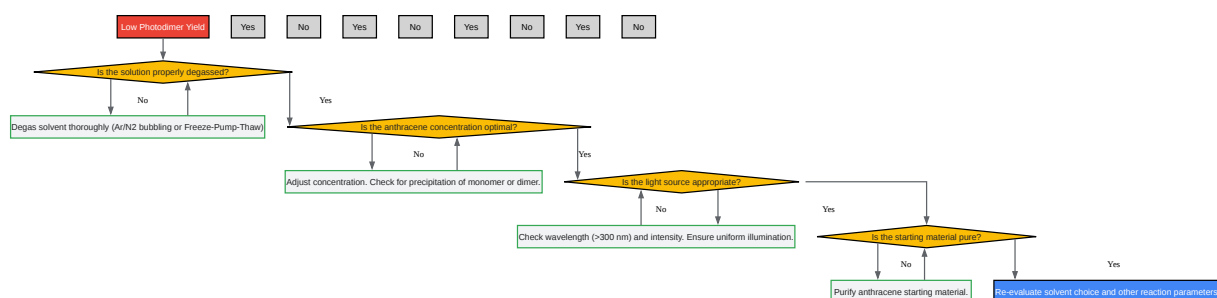 Low Photodimer Yield
Yes
No
Yes
No
Yes
No
Yes
No
Is the solution properly degassed?
No
Yes
Degas solvent thoroughly (Ar/N2 bubbling or Freeze-Pump-Thaw)
Is the anthracene concentration optimal?
No
Yes
Adjust concentration. Check for precipitation of monomer or dimer.
Is the light source appropriate?
No
Yes
Check wavelength (>300 nm) and intensity. Ensure uniform illumination.
Is the starting material pure?
No
Yes
Purify anthracene starting material.
Re-evaluate solvent choice and other reaction parameters